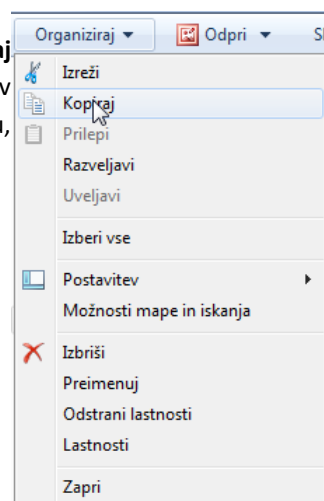 Organiziraj Odpri
Izreži
Kopiraj
Prilepi
Razveljavi
Uveljavi
Izberi vse
Postavitev
Možnosti mape in iskanja
Izbriši
Preimenuj
Odstrani lastnosti
Lastnosti
Zapri